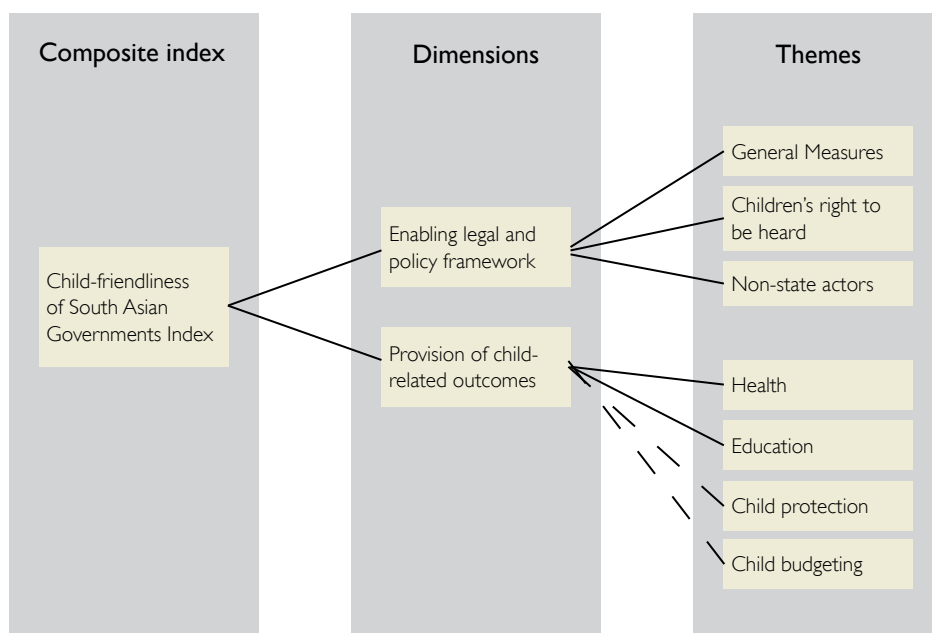 Composite index
Dimensions
Themes
Child-friendliness
of South Asian
Governments Index
Enabling legal and
policy framework
Provision of child-
related outcomes
General Measures
Children's right to
be heard
Non-state actors
Health
Education
Child protection
Child budgeting